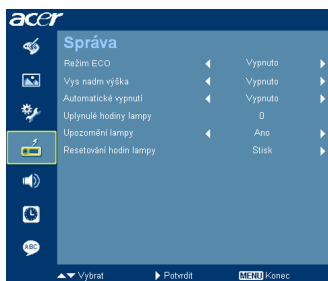 acer
Správa
Režim ECO Vypnuto
Vys nadm výška Vypnuto
Automatické vypnutí Vypnuto
Uplynulé hodiny lampy 0
Upozornění lampy Ano
Resetování hodin lampy Stisk
ABC
Vybrat Potvrdit MENU Konec